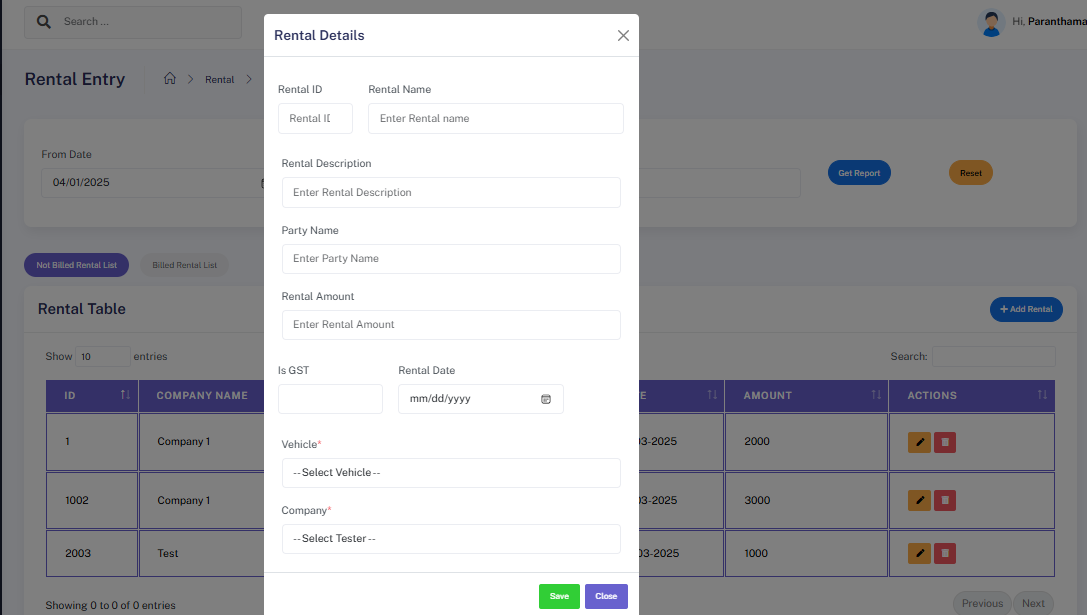 Search ...
Hi, Paranthama
Rental Details
Rental Entry
Rental
Rental ID Rental Name
Rental ID Enter Rental name
From Date
04/01/2025
Get Report
Reset
Rental Description
Enter Rental Description
Party Name
Enter Party Name
Not Billed Rental List Billed Rental List
Rental Amount
Enter Rental Amount
Rental Table
+ Add Rental
Show 10 entries
Search:
Is GST Rental Date
mm/dd/yyyy
ID COMPANY NAME AMOUNT ACTIONS
1 Company 1 03-2025 2000
Vehicle*
--Select Vehicle--
1002 Company 1 03-2025 3000
Company*
--Select Tester--
2003 Test 03-2025 1000
Save Close
Showing 0 to 0 of 0 entries
Previous Next